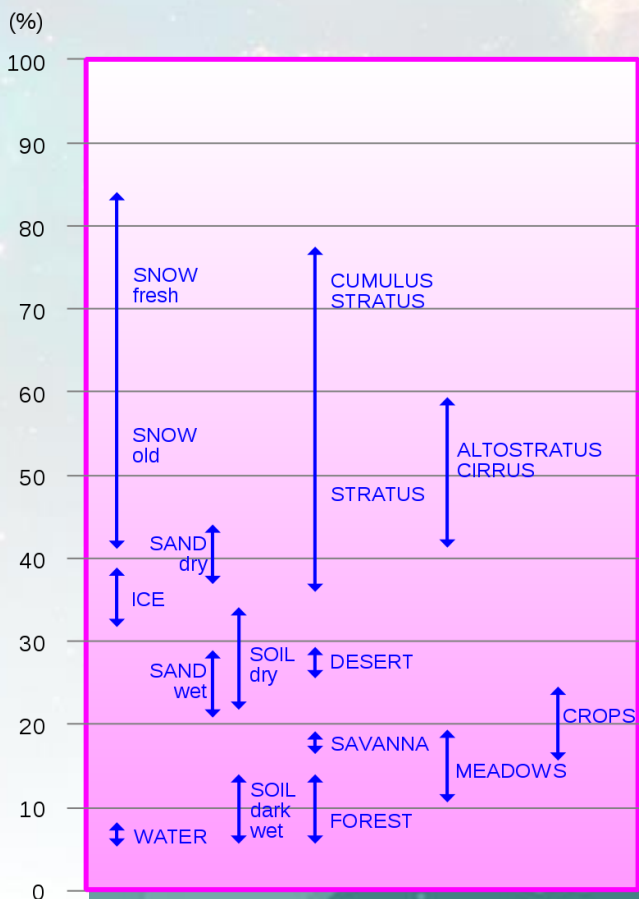 (%)
100
90
80
SNOW
fresh
CUMULUS
STRATUS
70
60
SNOW
old
ALTOSTRATUS
CIRRUS
50
STRATUS
SAND
dry
40
ICE
30
SOIL
dry
DESERT
SAND
wet
20
CROPS
SAVANNA
MEADOWS
10
SOIL
dark
wet
FOREST
WATER
0